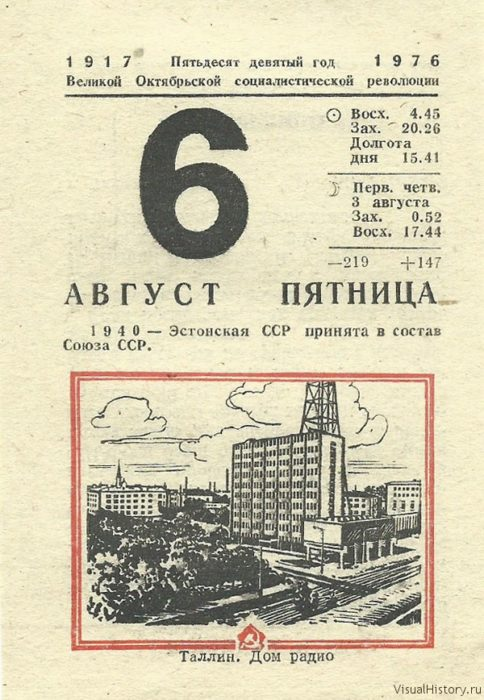 1917 Пятьдесят девятый год 1976
Великой Октябрьской социалистической революции
6
Восх. 4.45
Зах. 20.26
Долгота
дня 15.41
Перв. четв.
3 августа
Зах. 0.52
Восх. 17.44
—219 +147
АВГУСТ ПЯТНИЦА
1940 — Эстонская ССР принята в состав
Союза ССР.
Таллин. Дом радио
VisualHistory.ru